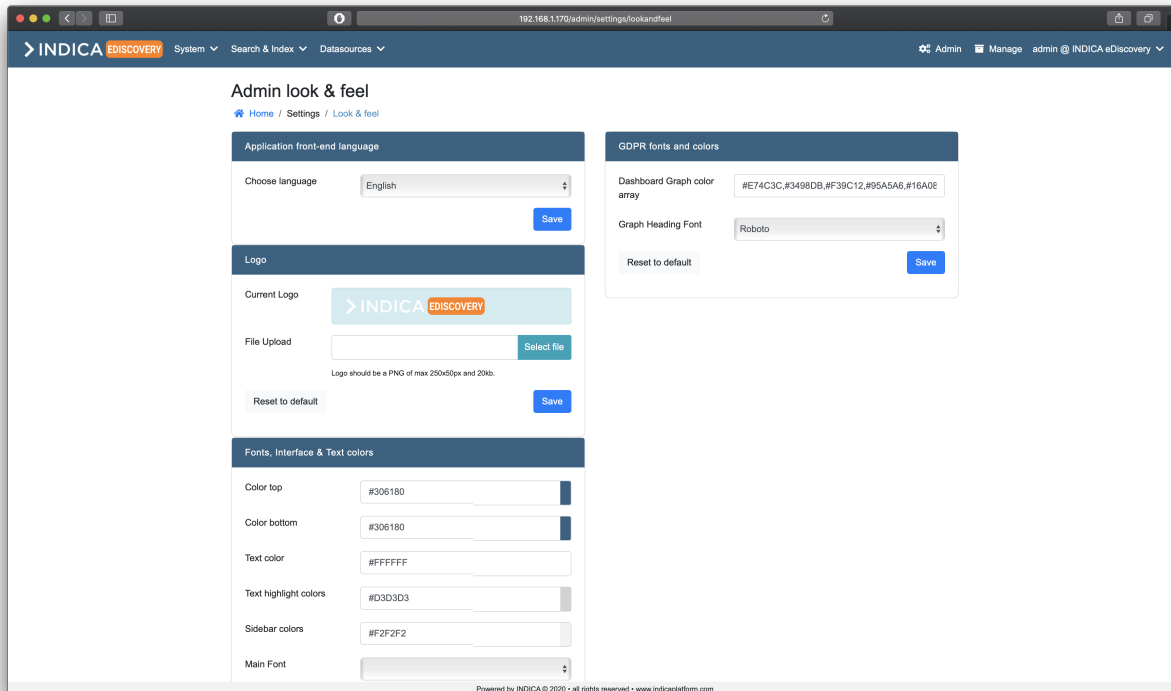 192.168.1.170/admin/settings/lookandfeel
INDICA EDISCOVERY System Search & Index Datasources Admin Manage admin @ INDICA eDiscovery
Admin look & feel
Home / Settings / Look & feel
Application front-end language
Choose language English
Save
Logo
Current Logo INDICA EDISCOVERY
File Upload Select file
Logo should be a PNG of max 250x50px and 20kb.
Reset to default Save
Fonts, Interface & Text colors
Color top #306180
Color bottom #306180
Text color #FFFFFF
Text highlight colors #D3D3D3
Sidebar colors #F2F2F2
Main Font
GDPR fonts and colors
Dashboard Graph color
array
#E74C3C,#3498DB,#F39C12,#95A5A6,#16A08
Graph Heading Font Roboto
Reset to default Save
Powered by INDICA © 2020 • all rights reserved • www.indicaplatform.com